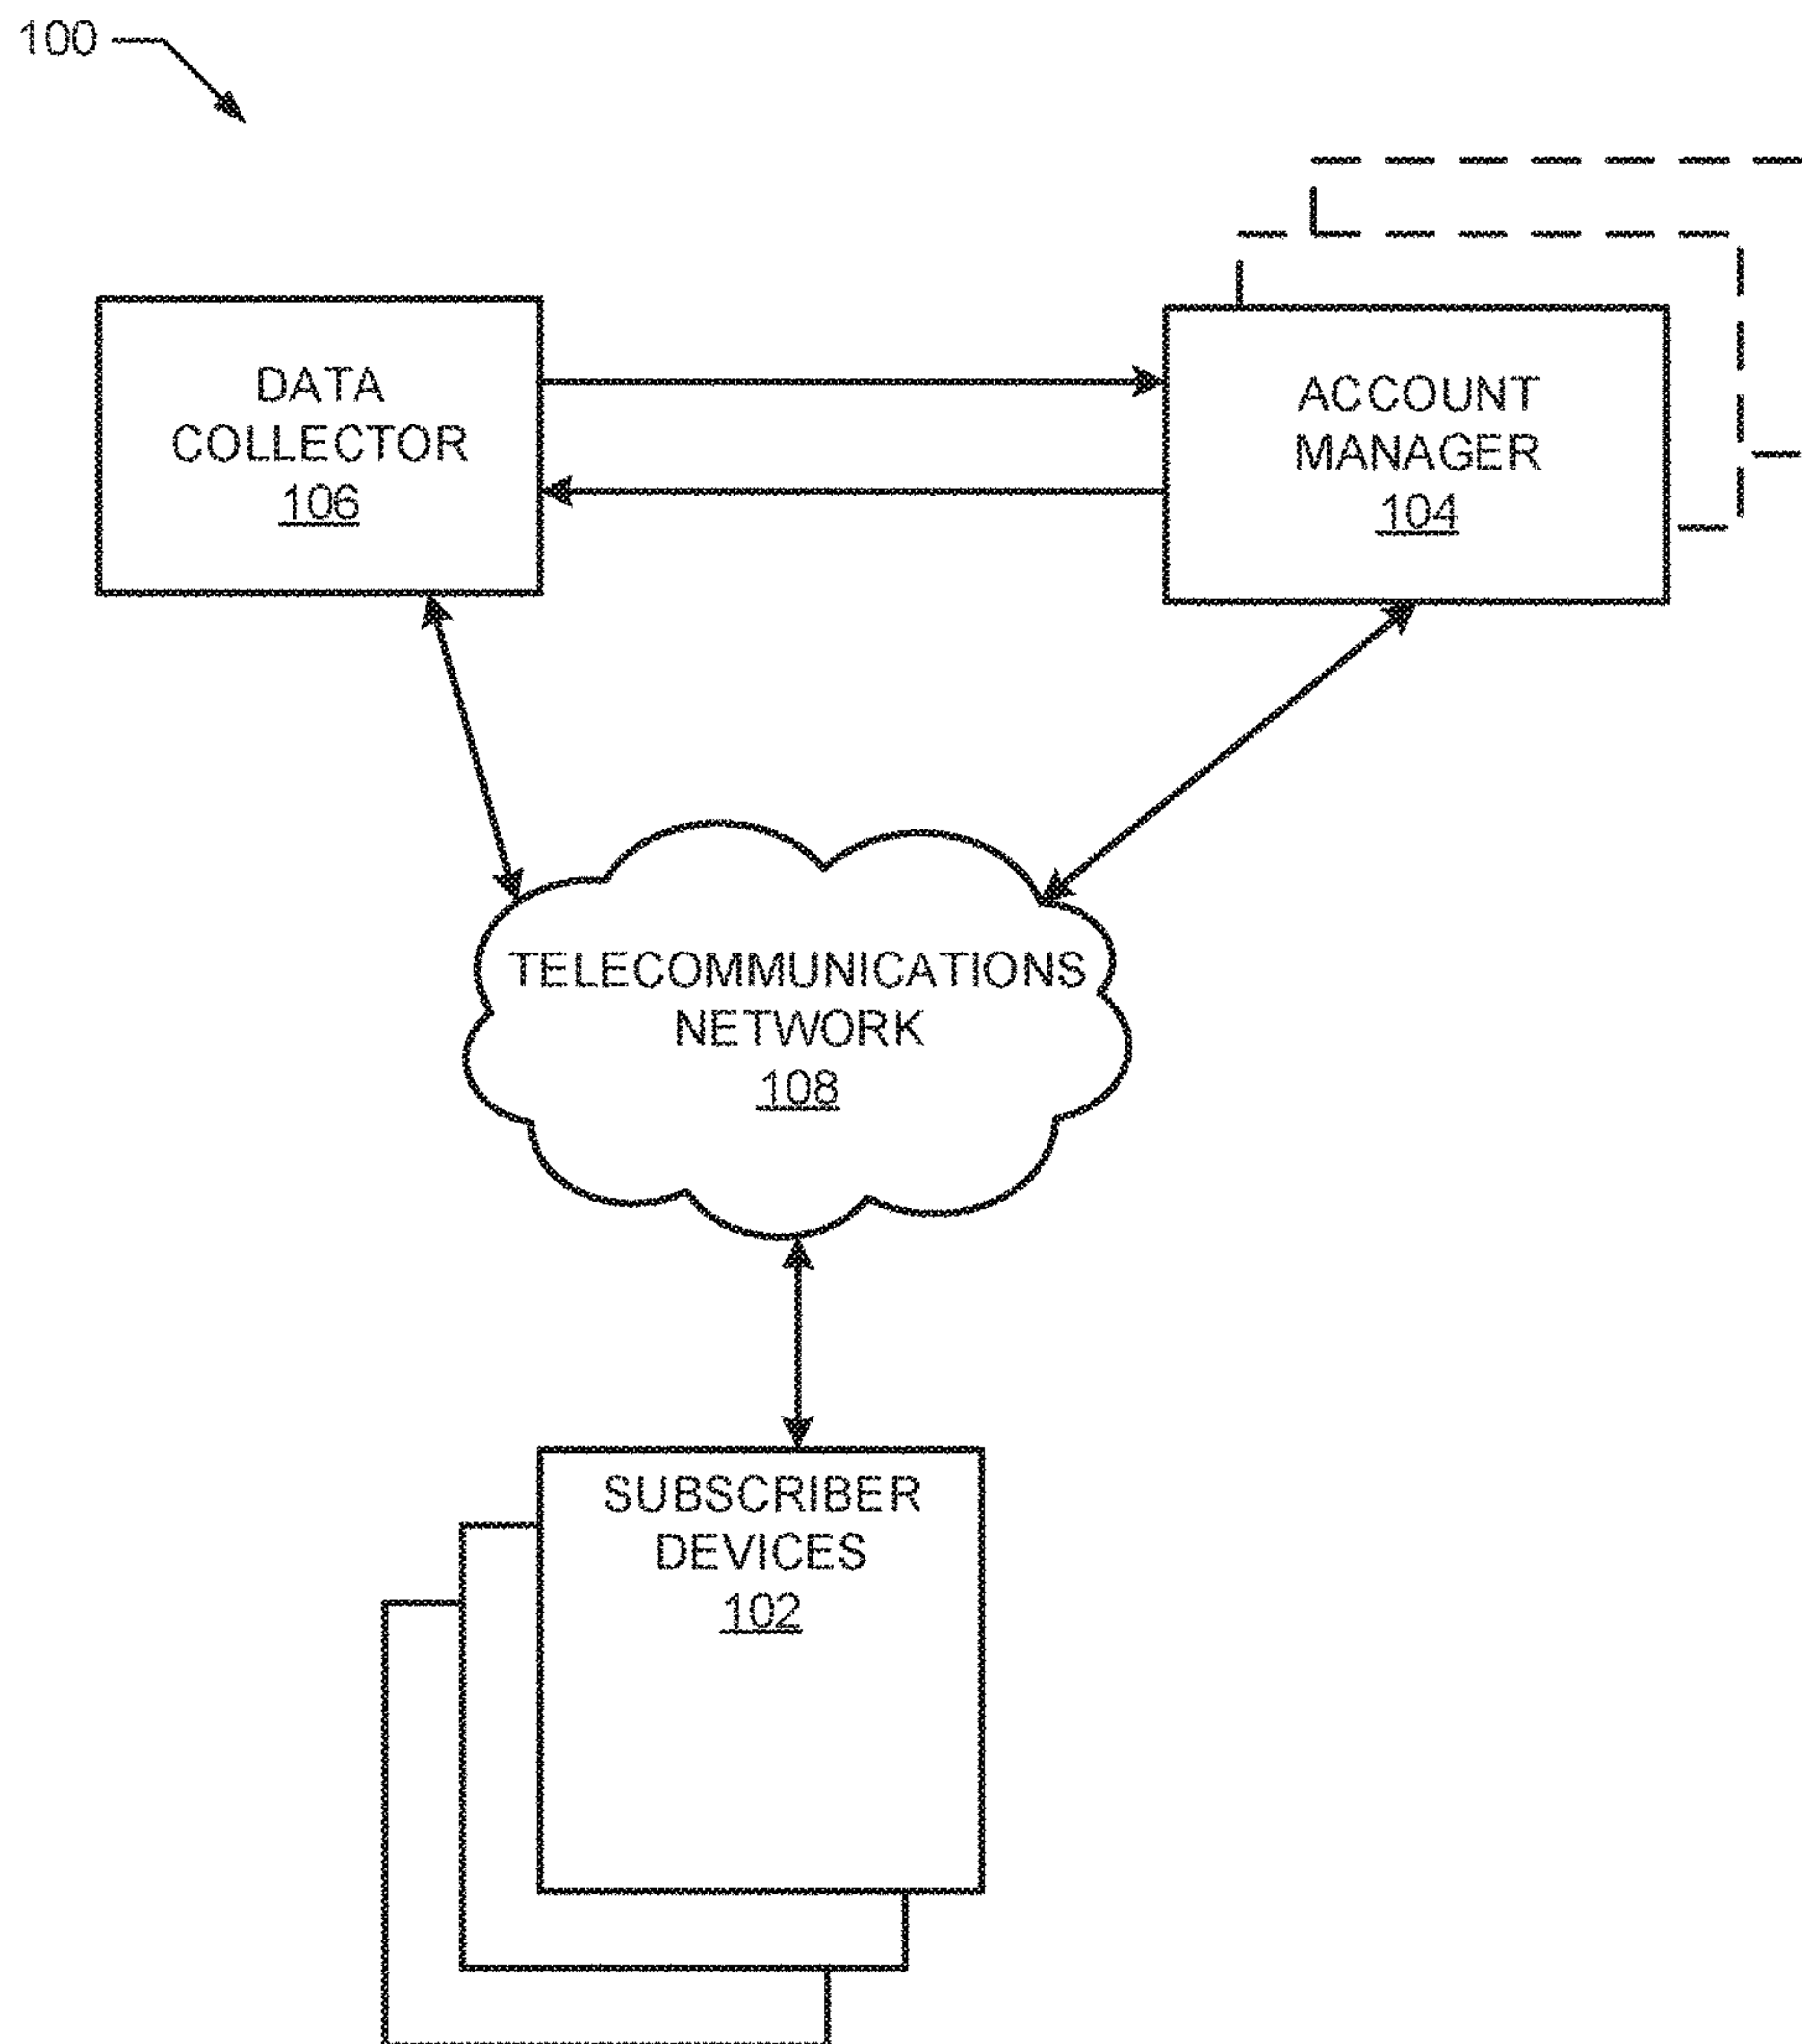 100
DATA
COLLECTOR
106
ACCOUNT
MANAGER
104
TELECOMMUNICATIONS
NETWORK
108
SUBSCRIBER
DEVICES
102